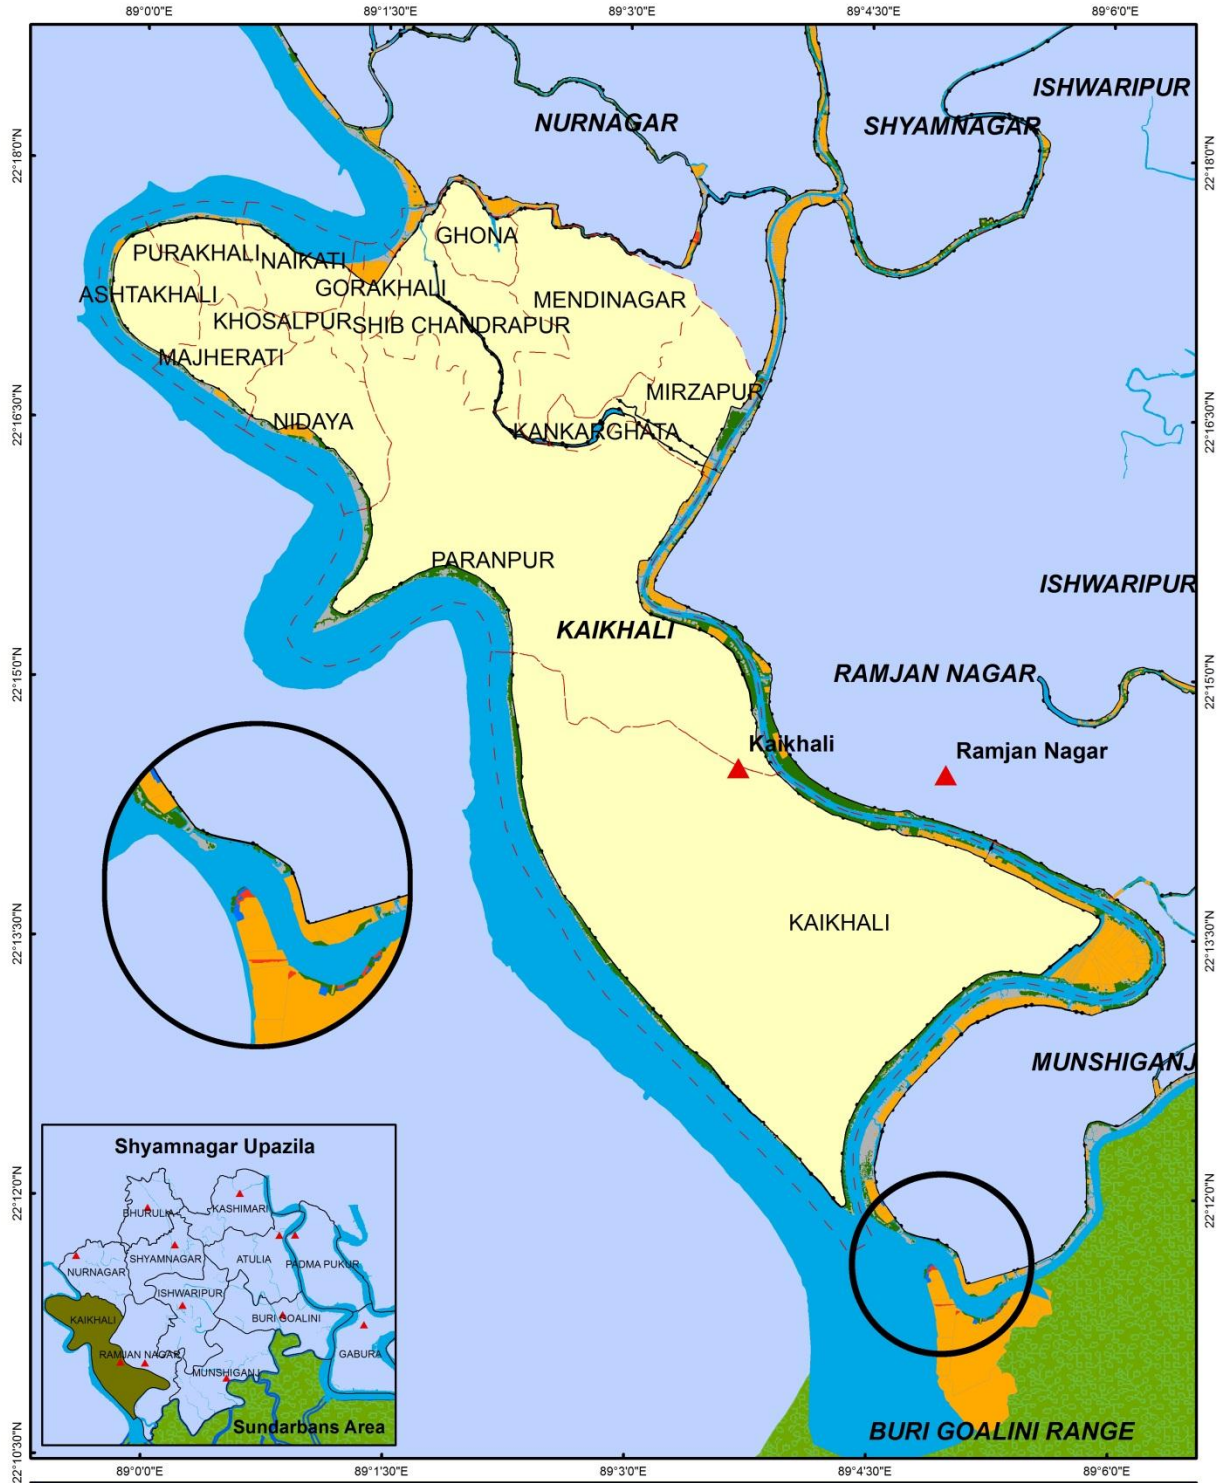 89°0'0"E 89°1'30"E 89°3'0"E 89°4'30"E 89°6'0"E
ISHWARIPUR
NURNAGAR
SHYAMNAGAR
22°18'0"N
22°18'0"N
GHONA
PURAKHALI
NAIKATI
GORAKHALI
ASHTAKHALI
MENDINAGAR
KHOSALPUR
SHIB CHANDRAPUR
MAJHERATI
MIRZAPUR
22°16'30"N
22°16'30"N
NIDAYA
KANKARGHATA
PARANPUR
ISHWARIPUR
KAIKHALI
RAMJAN NAGAR
22°15'0"N
22°15'0"N
Kaikhali
Ramjan Nagar
KAIKHALI
22°13'30"N
22°13'30"N
MUNSHIGANJ
22°12'0"N
22°12'0"N
Shyamnagar Upazila
BHURULIA
KASHIMARI
SHYAMNAGAR
ATULIA
PADMA PUKUR
NURNAGAR
ISHWARIPUR
KAIKHALI
BURI GOALINI
RAMJAN NAGAR
GABURA
MUNSHIGANJ
Sundarbans Area
BURI GOALINI RANGE
22°10'30"N
22°10'30"N
89°0'0"E 89°1'30"E 89°3'0"E 89°4'30"E 89°6'0"E